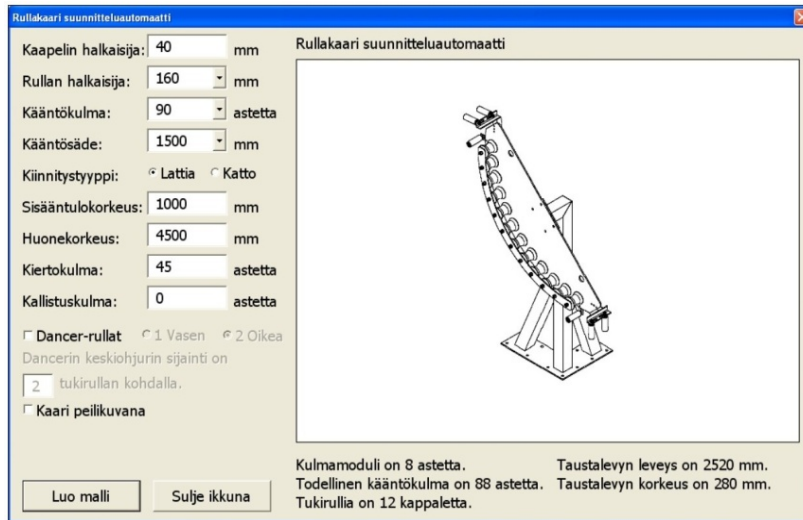 Rullakaari suunnitteluautomaatti
Kaapelin halkaisija: 40 mm
Rullan halkaisija: 160 mm
Kääntökulma: 90 astetta
Kääntösäde: 1500 mm
Kiinnitystyyppi: Lattia Katto
Sisääntulokorkeus: 1000 mm
Huonekorkeus: 4500 mm
Kiertokulma: 45 astetta
Kallistuskulma: 0 astetta
Dancer-rullat 1 Vasen 2 Oikea
Dancerin keskiohjurin sijainti on
2 tukirullan kohdalla.
Kaari peilikuvana
Luo malli Sulje ikkuna
Rullakaari suunnitteluautomaatti
Kulmamoduli on 8 astetta.
Todellinen kääntökulma on 88 astetta.
Tukirullia on 12 kappaletta.
Taustalevyn leveys on 2520 mm.
Taustalevyn korkeus on 280 mm.